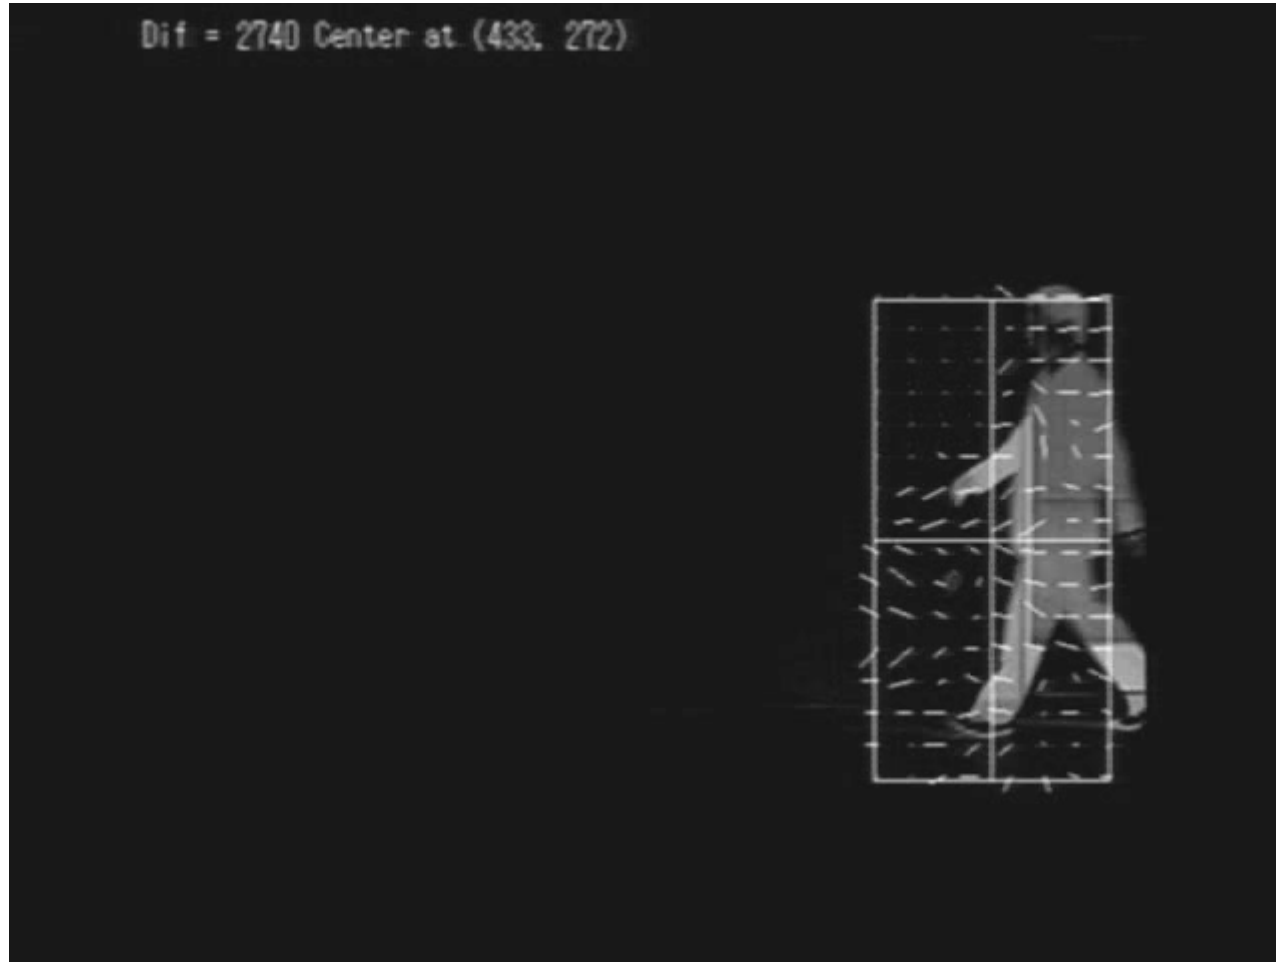 Dif = 2740 Center at (433, 272)